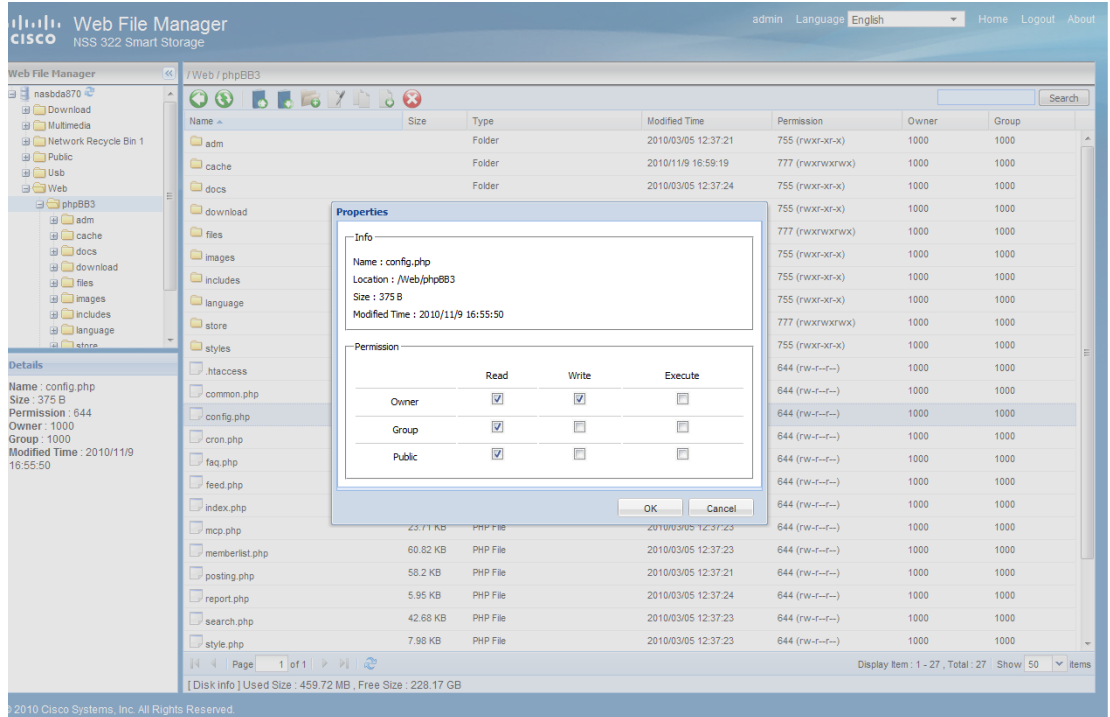 cisco
Web File Manager
NSS 322 Smart Storage
admin Language English Home Logout About
Web File Manager
nasbda870
Download
Multimedia
Network Recycle Bin 1
Public
Usb
Web
phpBB3
adm
cache
docs
download
files
images
includes
language
store
Details
Name : config.php
Size : 375 B
Permission : 644
Owner : 1000
Group : 1000
Modified Time : 2010/11/9
16:55:50
/ Web / phpBB3
Search
Name Size Type Modified Time Permission Owner Group
adm Folder 2010/03/05 12:37:21 755 (rwxr-xr-x) 1000 1000
cache Folder 2010/11/9 16:59:19 777 (rwxrwxrwx) 1000 1000
docs Folder 2010/03/05 12:37:24 755 (rwxr-xr-x) 1000 1000
download 755 (rwxr-xr-x) 1000 1000
files 777 (rwxrwxrwx) 1000 1000
images 755 (rwxr-xr-x) 1000 1000
includes 755 (rwxr-xr-x) 1000 1000
language 755 (rwxr-xr-x) 1000 1000
store 777 (rwxrwxrwx) 1000 1000
styles 755 (rwxr-xr-x) 1000 1000
.htaccess 644 (rw-r--r--) 1000 1000
common.php 644 (rw-r--r--) 1000 1000
config.php 644 (rw-r--r--) 1000 1000
cron.php 644 (rw-r--r--) 1000 1000
faq.php 644 (rw-r--r--) 1000 1000
feed.php 644 (rw-r--r--) 1000 1000
index.php 644 (rw-r--r--) 1000 1000
mcp.php 23.71 KB PHP File 2010/03/05 12:37:23 644 (rw-r--r--) 1000 1000
memberlist.php 60.82 KB PHP File 2010/03/05 12:37:23 644 (rw-r--r--) 1000 1000
posting.php 58.2 KB PHP File 2010/03/05 12:37:21 644 (rw-r--r--) 1000 1000
report.php 5.95 KB PHP File 2010/03/05 12:37:24 644 (rw-r--r--) 1000 1000
search.php 42.68 KB PHP File 2010/03/05 12:37:23 644 (rw-r--r--) 1000 1000
style.php 7.98 KB PHP File 2010/03/05 12:37:23 644 (rw-r--r--) 1000 1000
Properties
Info
Name : config.php
Location : /Web/phpBB3
Size : 375 B
Modified Time : 2010/11/9 16:55:50
Permission
Read Write Execute
Owner
Group
Public
OK Cancel
Page 1 of 1 Display Item : 1 - 27 , Total : 27 Show 50 items
[ Disk info ] Used Size : 459.72 MB , Free Size : 228.17 GB
© 2010 Cisco Systems, Inc. All Rights Reserved.